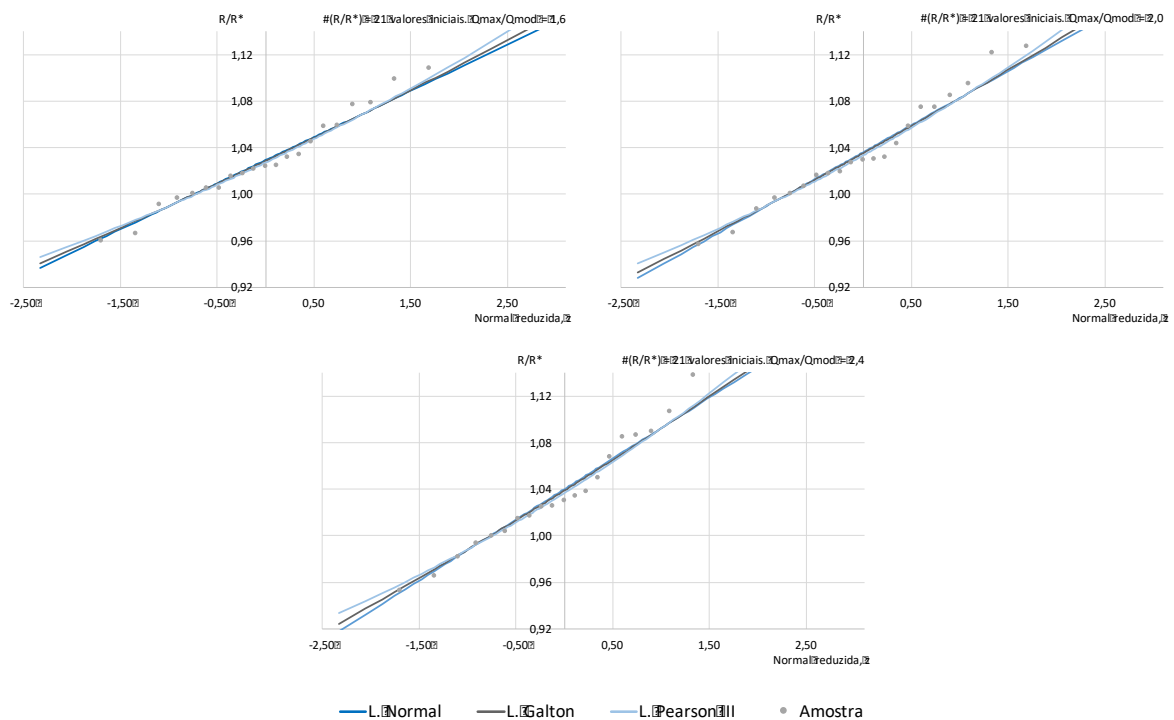 R/R*
#(R/R*) = 21 valores iniciais. Qmax/Qmod = 1,6
1,12
1,08
1,04
1,00
0,96
0,92
-2,50
-1,50
-0,50
0,50
1,50
2,50
Normal reduzida, z
R/R*
#(R/R*) = 21 valores iniciais. Qmax/Qmod = 2,0
1,12
1,08
1,04
1,00
0,96
0,92
-2,50
-1,50
-0,50
0,50
1,50
2,50
Normal reduzida, z
R/R*
#(R/R*) = 21 valores iniciais. Qmax/Qmod = 2,4
1,12
1,08
1,04
1,00
0,96
0,92
-2,50
-1,50
-0,50
0,50
1,50
2,50
Normal reduzida, z
L. Normal
L. Galton
L. Pearson III
Amostra